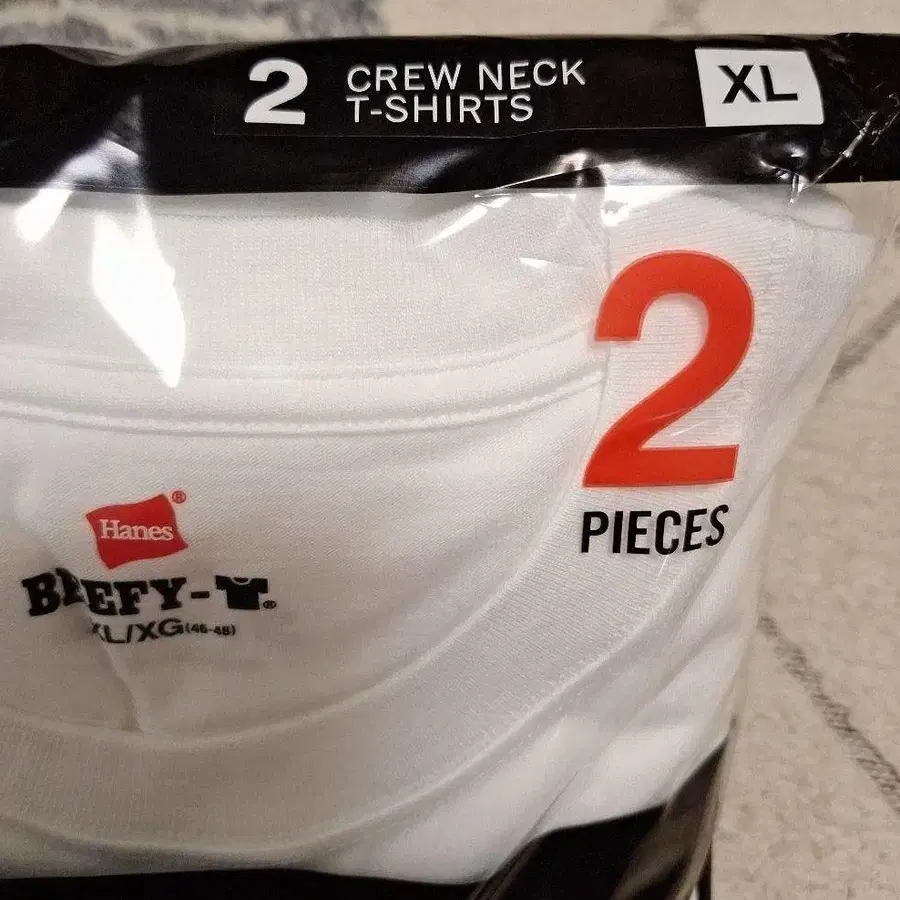 2 CREW NECK
T-SHIRTS
XL
2
PIECES
Hanes®
BEEFY-T®
XL/XG(46-48)